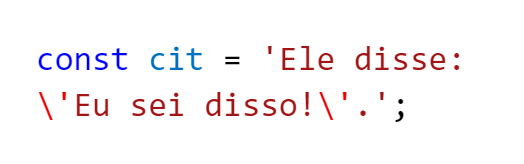 const cit = 'Ele disse:
\'Eu sei disso!\'.';